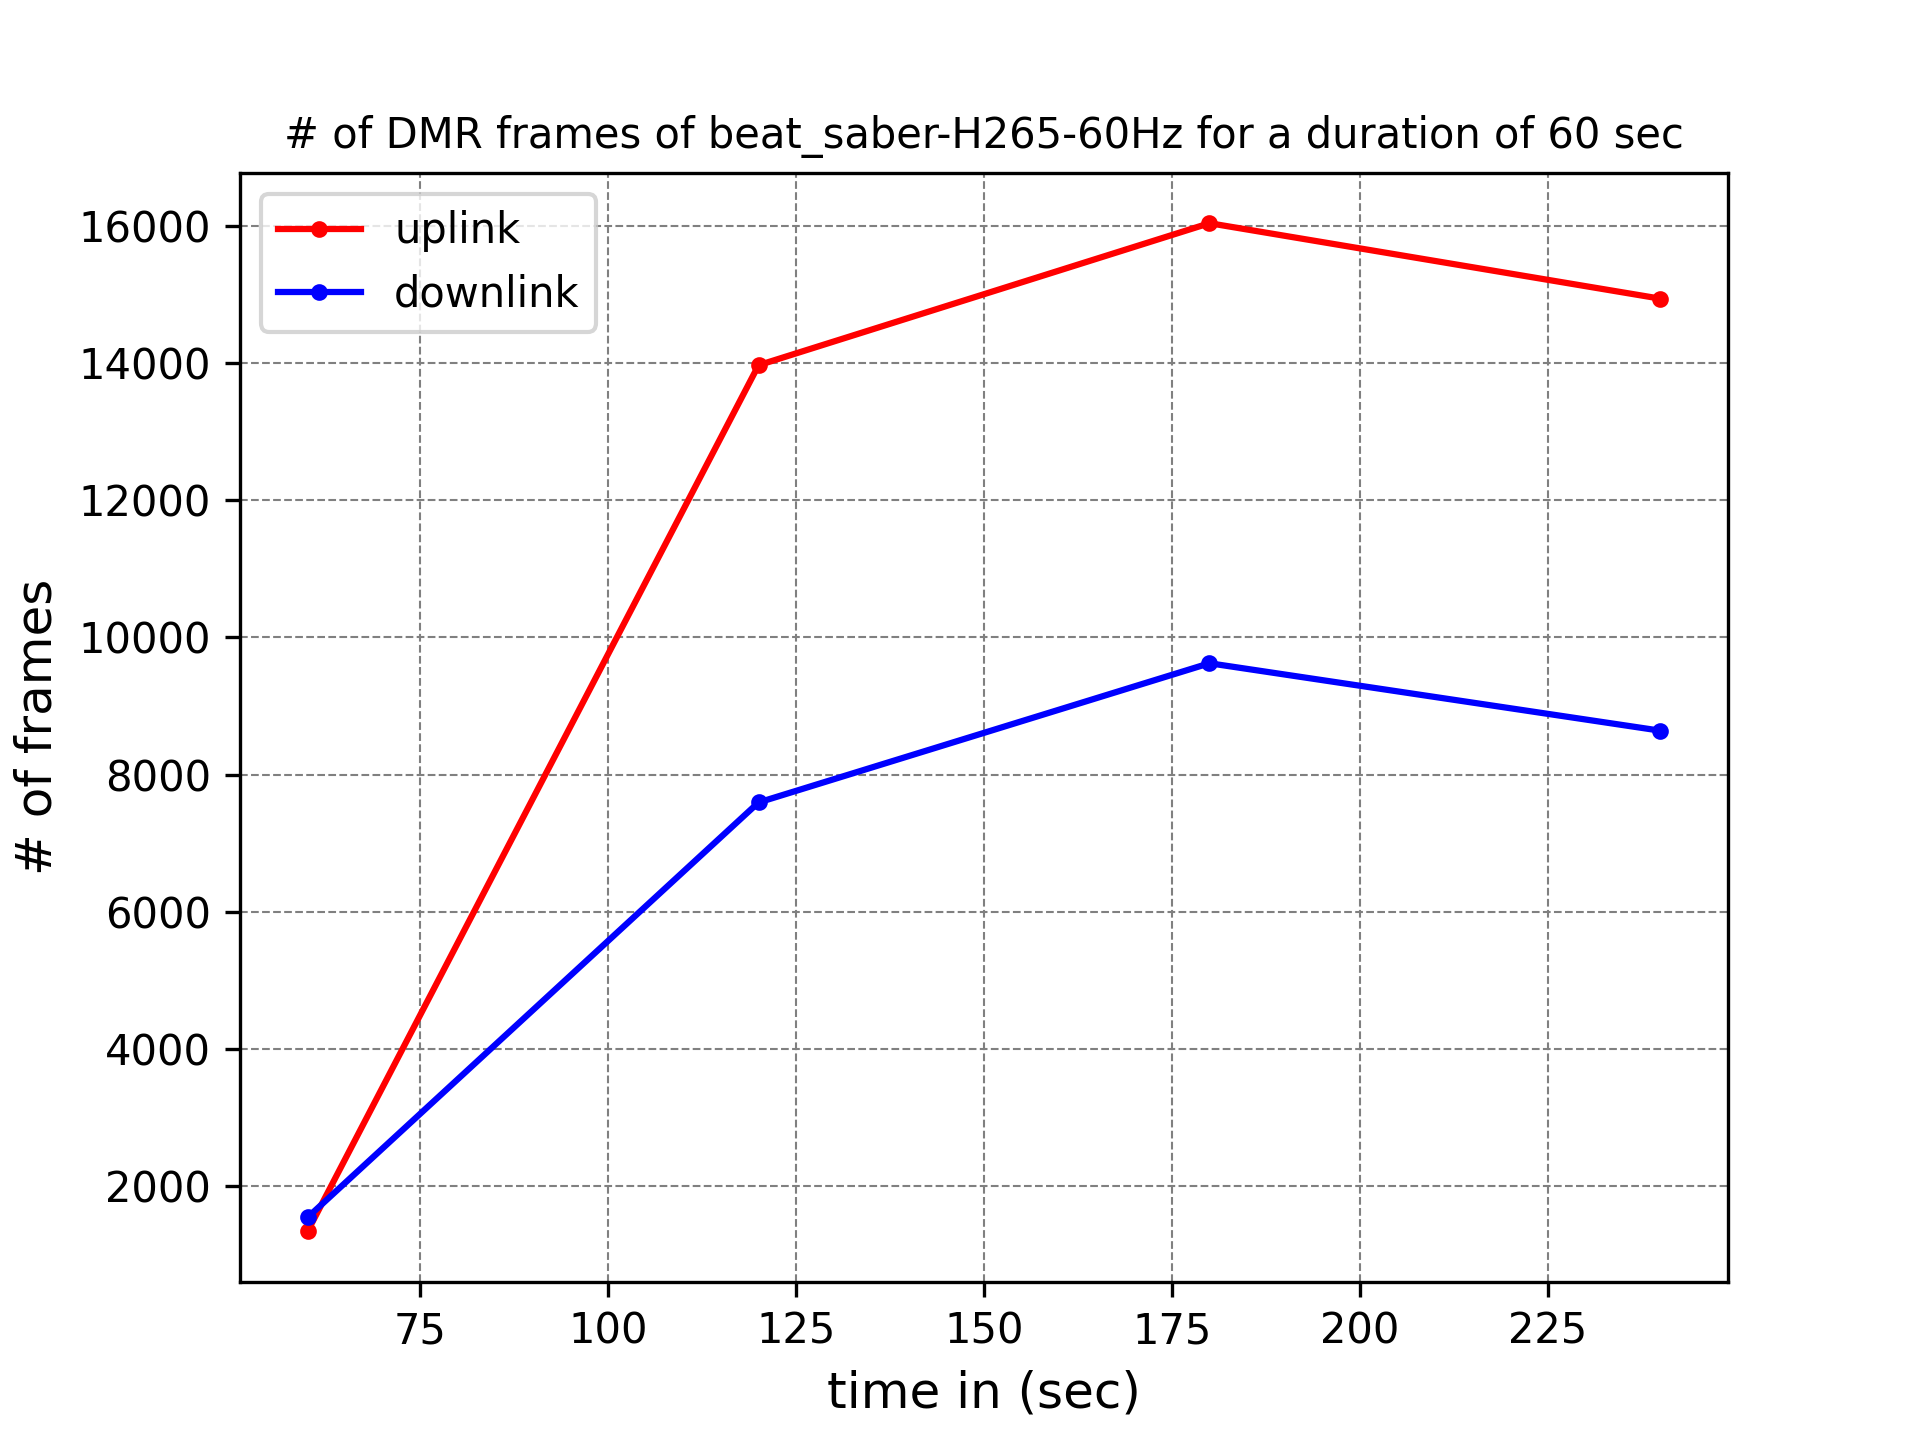 # of DMR frames of beat_saber-H265-60Hz for a duration of 60 sec
uplink
downlink
16000
14000
12000
10000
8000
6000
4000
2000
# of frames
75 100 125 150 175 200 225
time in (sec)